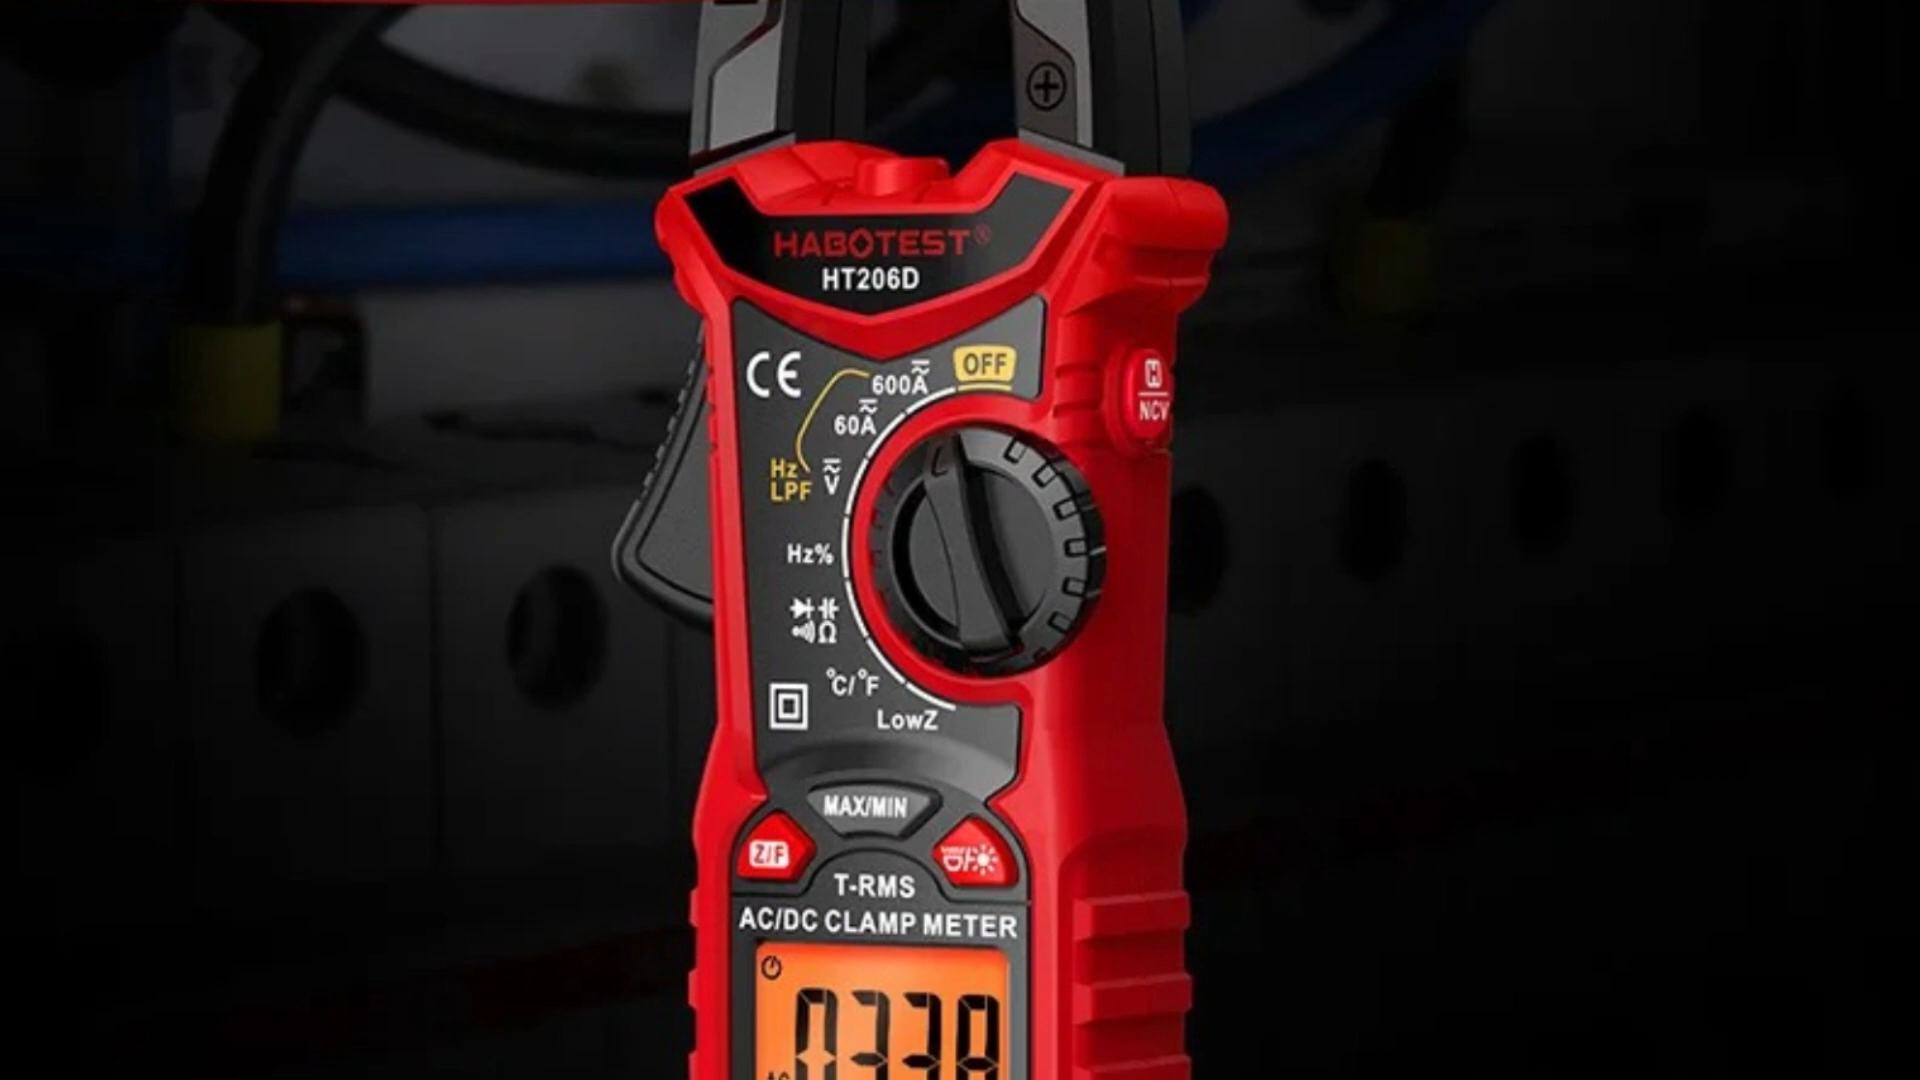 HABOTEST®
HT206D
CE
OFF
600A
60A
Hz
LPF
V
H
NCV
Hz%
Ω
°C/°F
LowZ
MAX/MIN
Z/F
T-RMS
AC/DC CLAMP METER